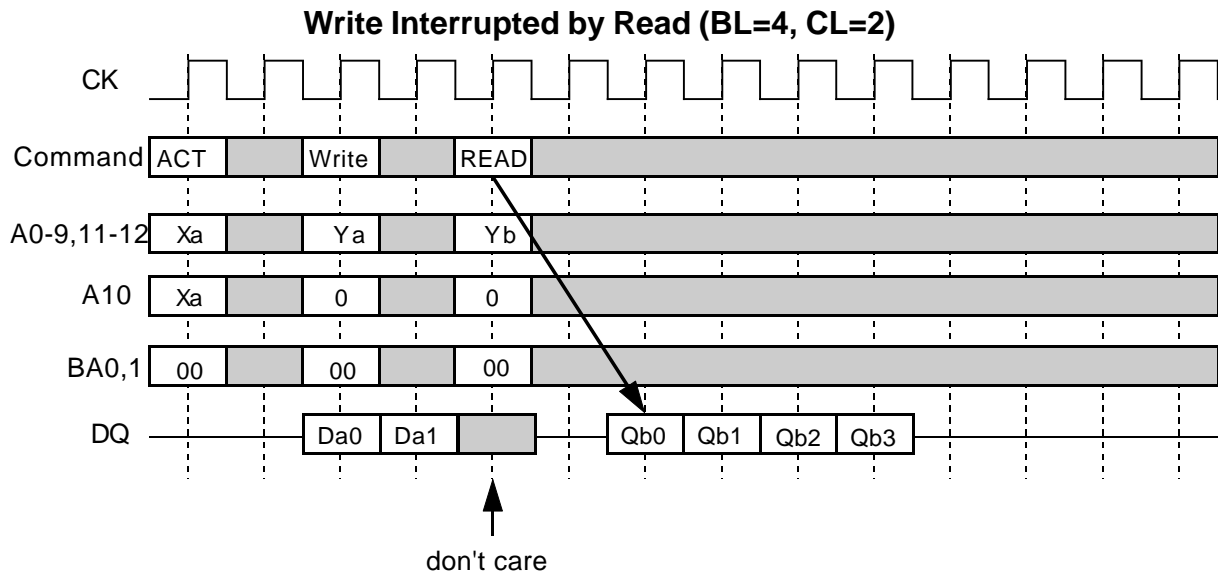 Write Interrupted by Read (BL=4, CL=2)
CK
Command ACT Write READ
A0-9,11-12 Xa Ya Yb
A10 Xa 0 0
BA0,1 00 00 00
DQ Da0 Da1 Qb0 Qb1 Qb2 Qb3
don't care